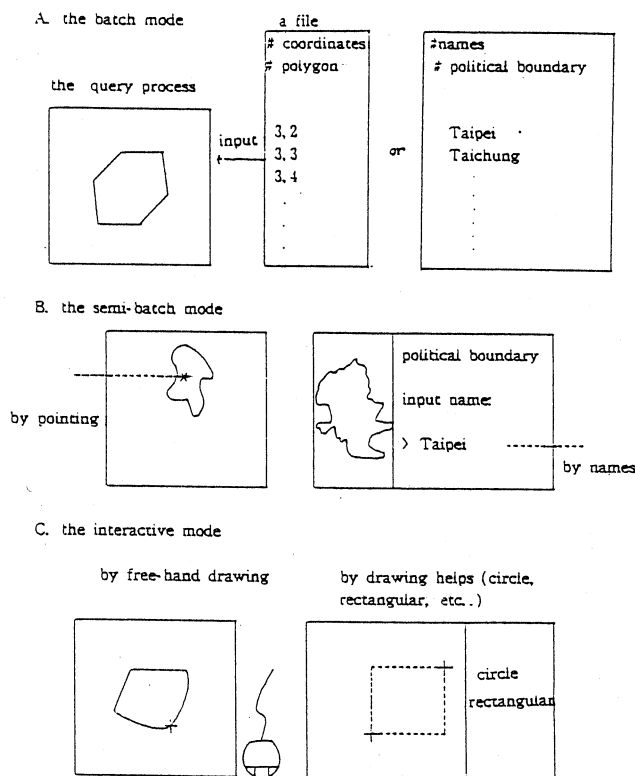 A. the batch mode
a file
# coordinates
# polygon
#names
# political boundary
the query process
input
3, 2
3, 3
3, 4
or
Taipei
Taichung
B. the semi-batch mode
by pointing
political boundary
input name:
> Taipei
by names
C. the interactive mode
by free-hand drawing
by drawing helps (circle,
rectangular, etc..)
circle
rectangular